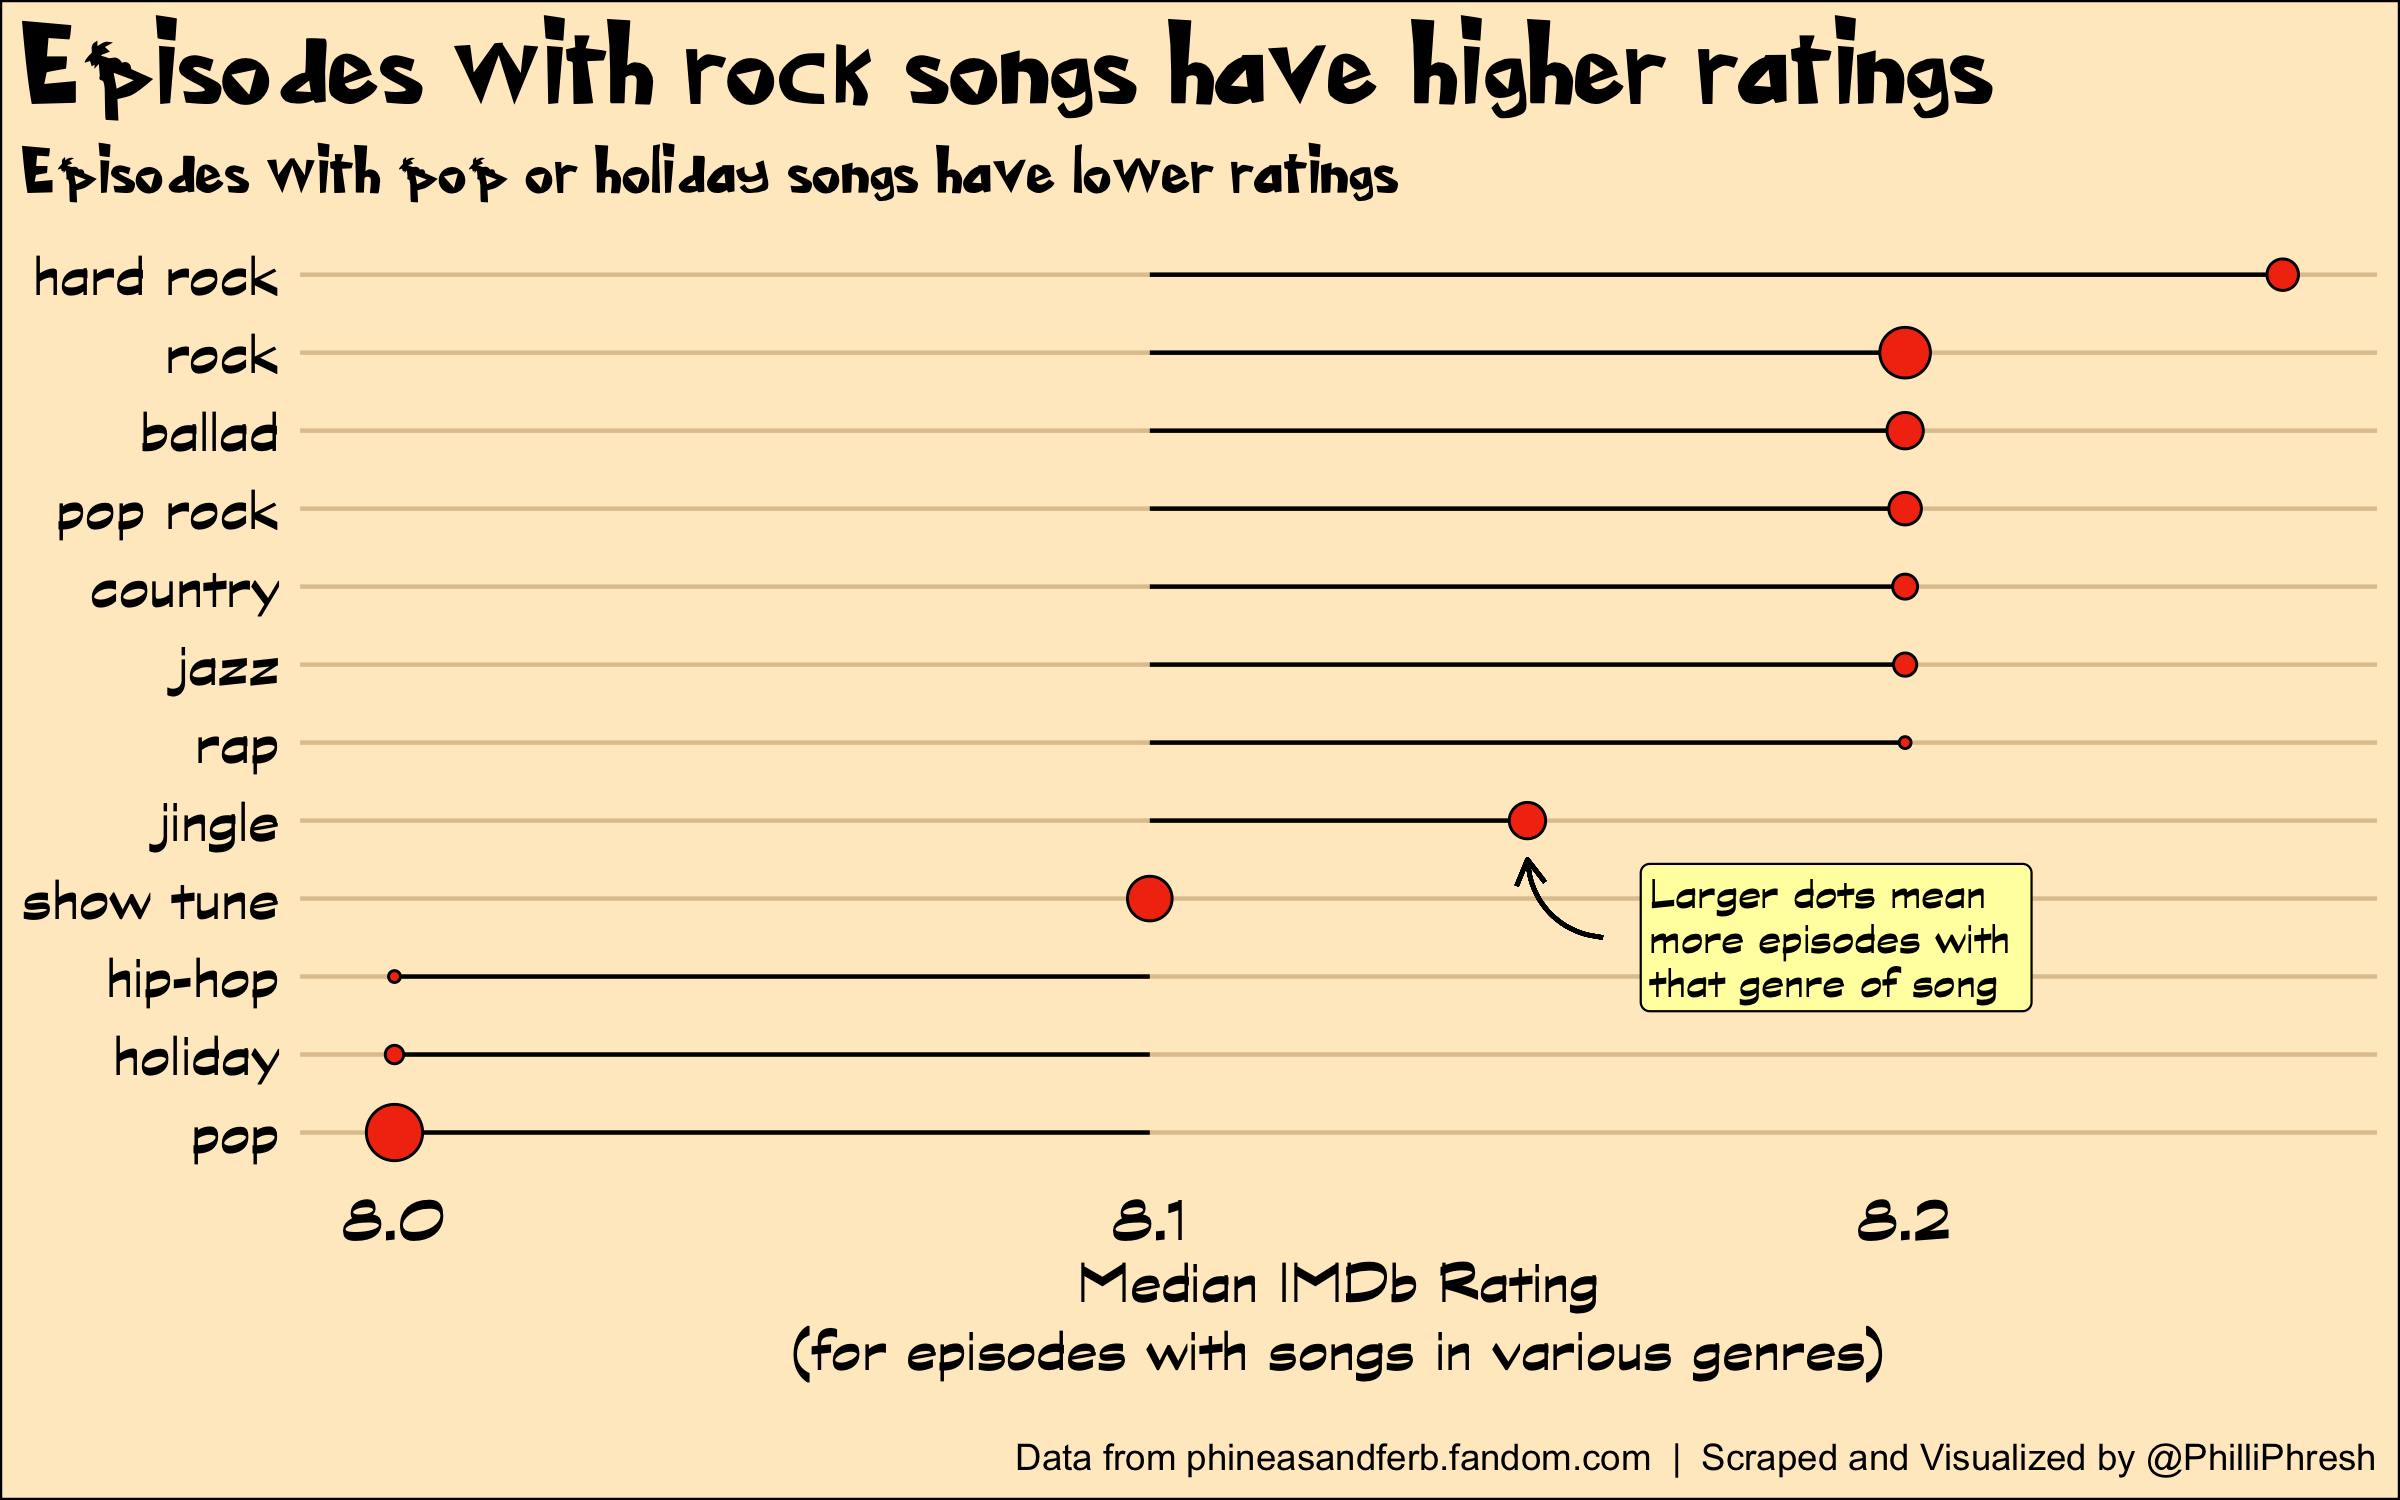 Episodes with rock songs have higher ratings
Episodes with pop or holiday songs have lower ratings
hard rock
rock
ballad
pop rock
country
jazz
rap
jingle
show tune
hip-hop
holiday
pop
Larger dots mean
more episodes with
that genre of song
8.0 8.1 8.2
Median IMDb Rating
(for episodes with songs in various genres)
Data from phineasandferb.fandom.com | Scraped and Visualized by @PhilliPhresh